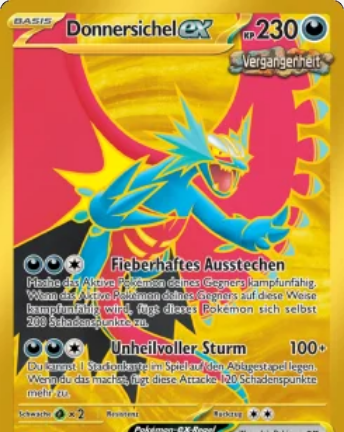 BASIS Donnersichel ex KP 230
Vergangenheit
Fieberhaftes Ausstechen
Mache das Aktive Pokémon deines Gegners kampfunfähig.
Wenn das Aktive Pokémon deines Gegners auf diese Weise
kampfunfähig wird, fügt dieses Pokémon sich selbst
200 Schadenspunkte zu.
Unheilvoller Sturm 100+
Du kannst 1 Stadionkarte im Spiel auf den Ablagestapel legen.
Wenn du das machst, fügt diese Attacke 120 Schadenspunkte
mehr zu.
Schwäche ×2 Resistenz Rückzug
Pokémon-ex-Regel